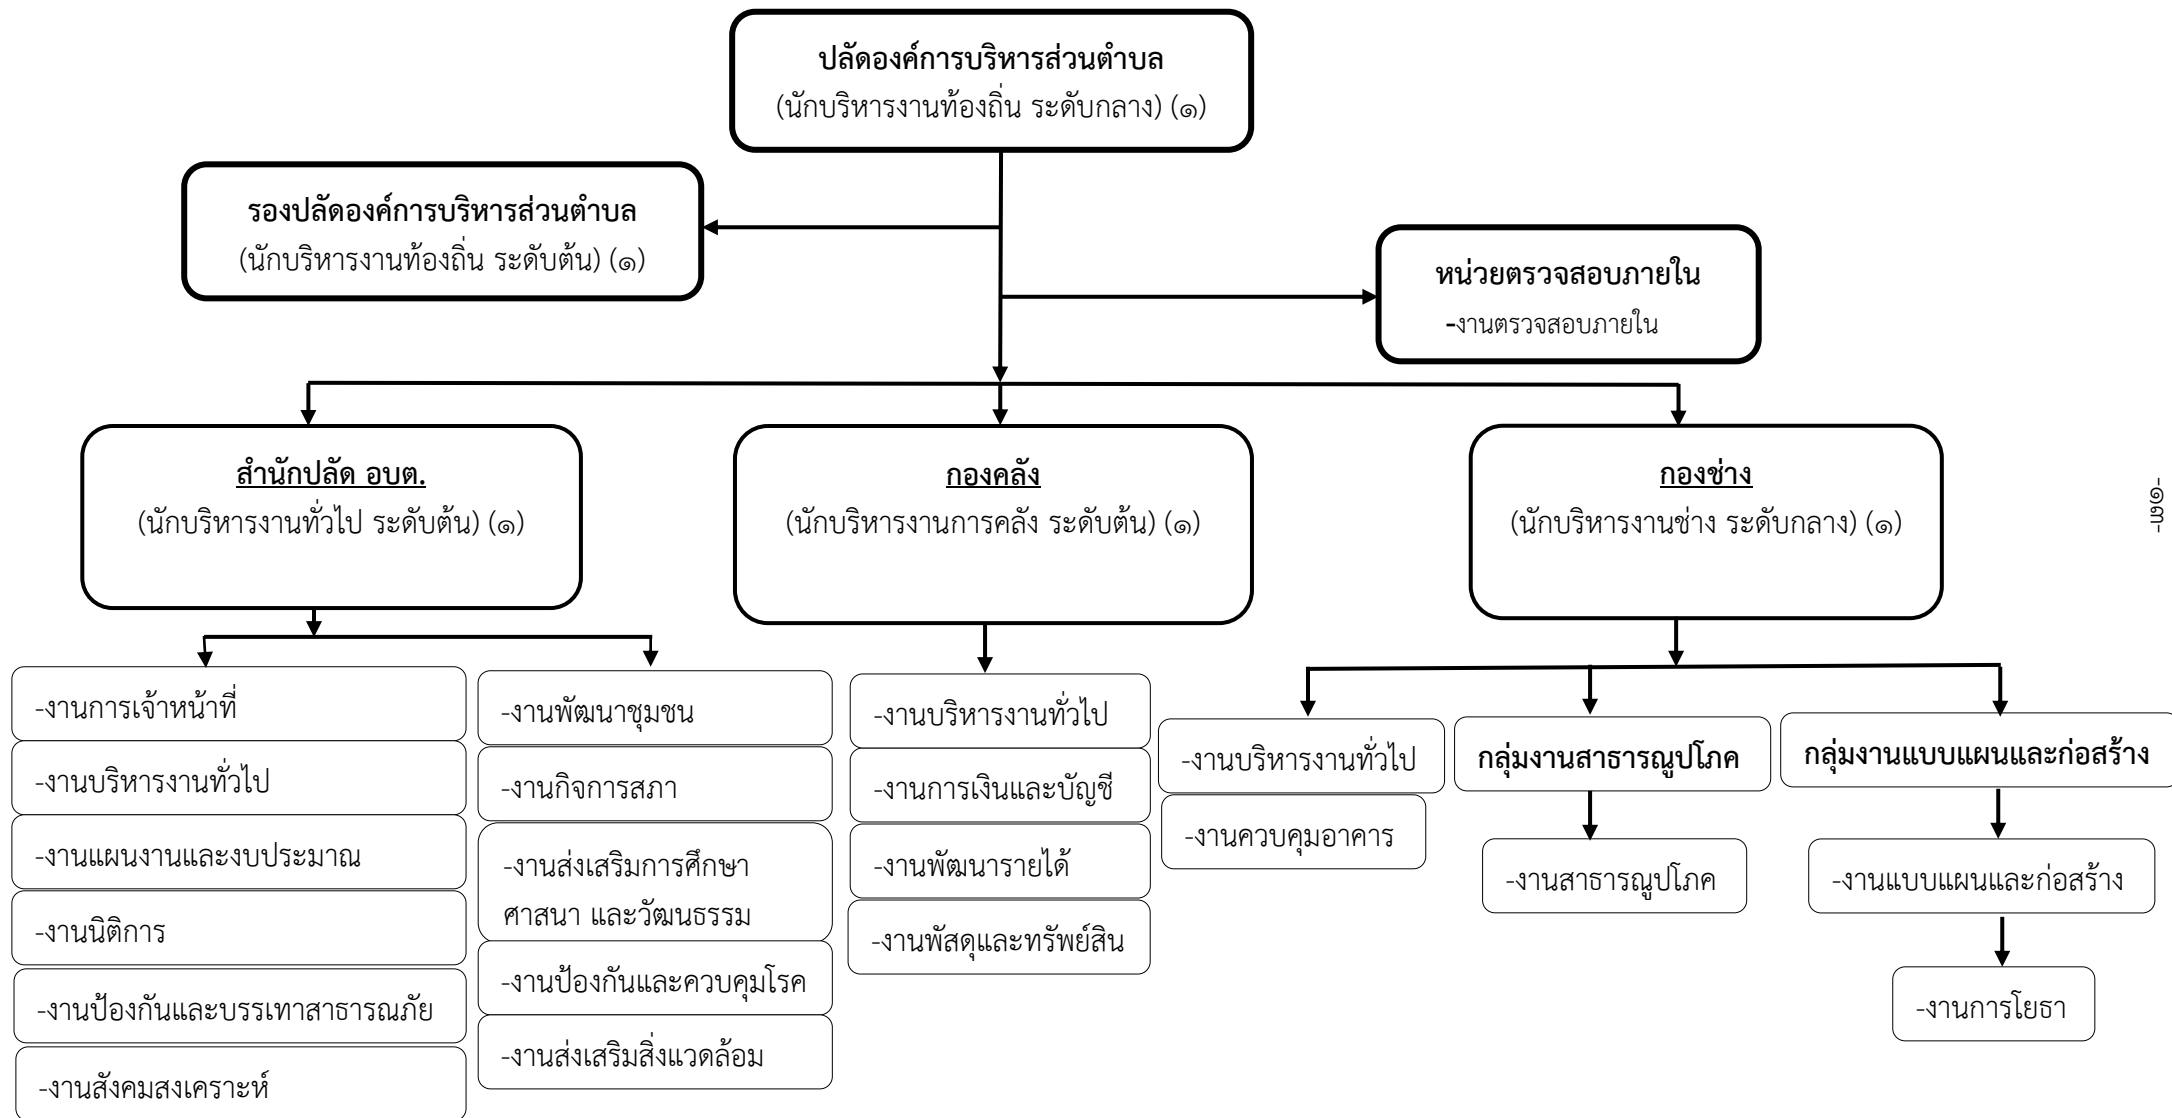 ปลัดองค์การบริหารส่วนตำบล
(นักบริหารงานท้องถิ่น ระดับกลาง) (๑)
รองปลัดองค์การบริหารส่วนตำบล
(นักบริหารงานท้องถิ่น ระดับต้น) (๑)
หน่วยตรวจสอบภายใน
-งานตรวจสอบภายใน
สำนักปลัด อบต.
(นักบริหารงานทั่วไป ระดับต้น) (๑)
กองคลัง
(นักบริหารงานการคลัง ระดับต้น) (๑)
กองช่าง
(นักบริหารงานช่าง ระดับกลาง) (๑)
-๑๓-
-งานการเจ้าหน้าที่
-งานบริหารงานทั่วไป
-งานแผนงานและงบประมาณ
-งานนิติการ
-งานป้องกันและบรรเทาสาธารณภัย
-งานสังคมสงเคราะห์
-งานพัฒนาชุมชน
-งานกิจการสภา
-งานส่งเสริมการศึกษา
ศาสนา และวัฒนธรรม
-งานป้องกันและควบคุมโรค
-งานส่งเสริมสิ่งแวดล้อม
-งานบริหารงานทั่วไป
-งานการเงินและบัญชี
-งานพัฒนารายได้
-งานพัสดุและทรัพย์สิน
-งานบริหารงานทั่วไป
-งานควบคุมอาคาร
กลุ่มงานสาธารณูปโภค
-งานสาธารณูปโภค
กลุ่มงานแบบแผนและก่อสร้าง
-งานแบบแผนและก่อสร้าง
-งานการโยธา